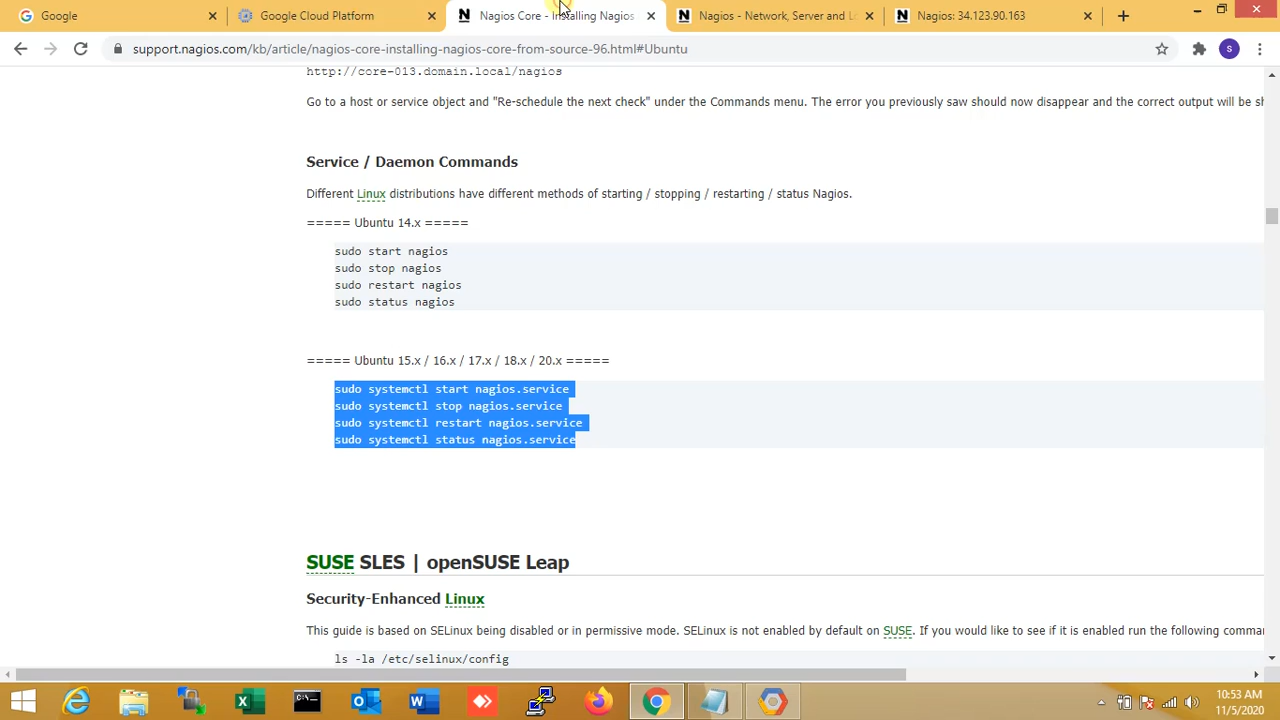 Google
Google Cloud Platform
Nagios Core - Installing Nagios
Nagios - Network, Server and Lo
Nagios: 34.123.90.163
support.nagios.com/kb/article/nagios-core-installing-nagios-core-from-source-96.html#Ubuntu
S
http://core-013.domain.local/nagios
Go to a host or service object and "Re-schedule the next check" under the Commands menu. The error you previously saw should now disappear and the correct output will be sh
Service / Daemon Commands
Different Linux distributions have different methods of starting / stopping / restarting / status Nagios.
===== Ubuntu 14.x =====
sudo start nagios
sudo stop nagios
sudo restart nagios
sudo status nagios
===== Ubuntu 15.x / 16.x / 17.x / 18.x / 20.x =====
sudo systemctl start nagios.service
sudo systemctl stop nagios.service
sudo systemctl restart nagios.service
sudo systemctl status nagios.service
SUSE SLES | openSUSE Leap
Security-Enhanced Linux
This guide is based on SELinux being disabled or in permissive mode. SELinux is not enabled by default on SUSE. If you would like to see if it is enabled run the following comma
ls -la /etc/selinux/config
10:53 AM
11/5/2020